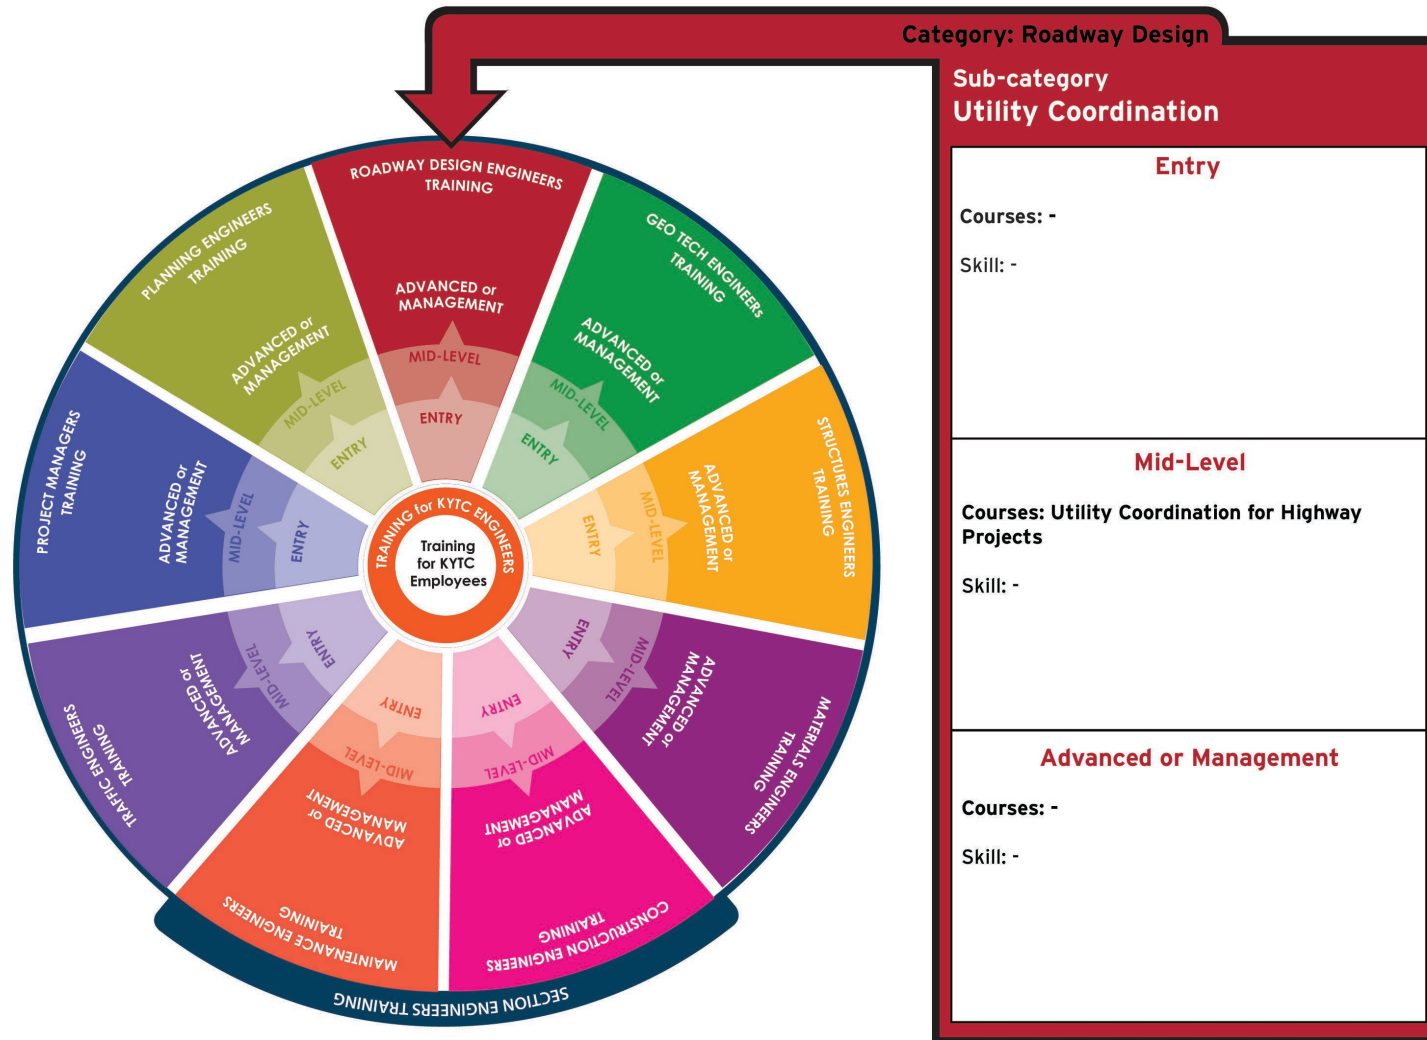 Category: Roadway Design
Sub-category
Utility Coordination
Entry
Courses: -
Skill: -
Mid-Level
Courses: Utility Coordination for Highway
Projects
Skill: -
Advanced or Management
Courses: -
Skill: -
ROADWAY DESIGN ENGINEERS
TRAINING
ADVANCED or
MANAGEMENT
MID-LEVEL
ENTRY
GEO TECH ENGINEERs
TRAINING
ADVANCED or
MANAGEMENT
MID-LEVEL
ENTRY
STRUCTURES ENGINEERS
TRAINING
ADVANCED or
MANAGEMENT
MID-LEVEL
ENTRY
MATERIALS ENGINEERS
TRAINING
ADVANCED or
MANAGEMENT
MID-LEVEL
ENTRY
CONSTRUCTION ENGINEERS
TRAINING
ADVANCED or
MANAGEMENT
MID-LEVEL
ENTRY
MAINTENANCE ENGINEERS
TRAINING
ADVANCED or
MANAGEMENT
MID-LEVEL
ENTRY
SECTION ENGINEERS TRAINING
TRAFFIC ENGINEERS
TRAINING
ADVANCED or
MANAGEMENT
MID-LEVEL
ENTRY
PROJECT MANAGERS
TRAINING
ADVANCED or
MANAGEMENT
MID-LEVEL
ENTRY
PLANNING ENGINEERS
TRAINING
ADVANCED or
MANAGEMENT
MID-LEVEL
ENTRY
TRAINING for KYTC ENGINEERS
Training
for KYTC
Employees